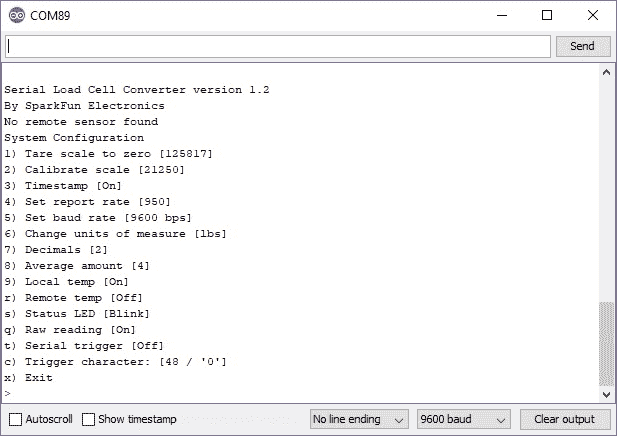 COM89
Send
Serial Load Cell Converter version 1.2
By SparkFun Electronics
No remote sensor found
System Configuration
1) Tare scale to zero [125817]
2) Calibrate scale [21250]
3) Timestamp [On]
4) Set report rate [950]
5) Set baud rate [9600 bps]
6) Change units of measure [lbs]
7) Decimals [2]
8) Average amount [4]
9) Local temp [On]
r) Remote temp [Off]
s) Status LED [Blink]
q) Raw reading [On]
t) Serial trigger [Off]
c) Trigger character: [48 / '0']
x) Exit
>
Autoscroll Show timestamp No line ending 9600 baud Clear output